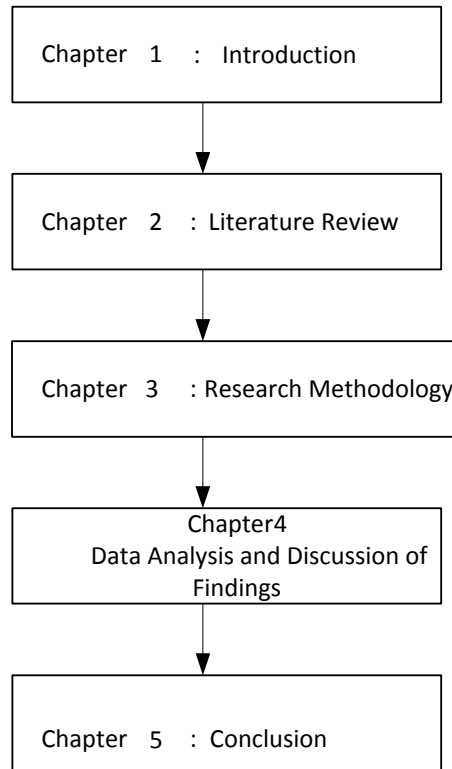 Chapter 1 : Introduction
Chapter 2 : Literature Review
Chapter 3 : Research Methodology
Chapter4
Data Analysis and Discussion of
Findings
Chapter 5 : Conclusion